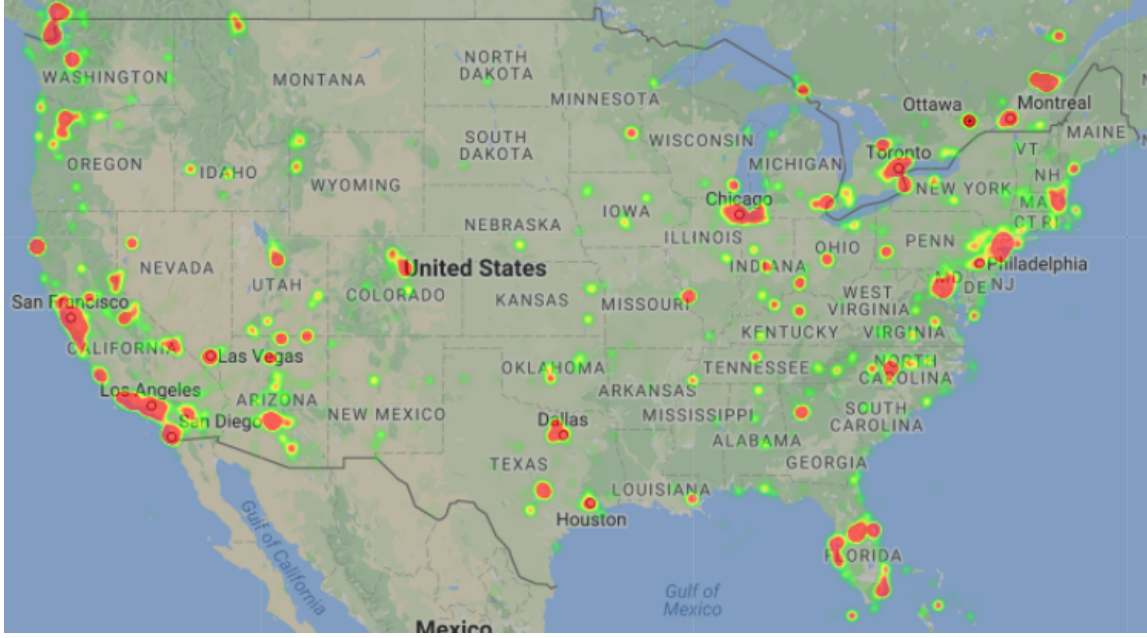 NORTH
DAKOTA
WASHINGTON
MONTANA
MINNESOTA
Ottawa
Montreal
MAINE
SOUTH
DAKOTA
WISCONSIN
Toronto
VT
OREGON
IDAHO
WYOMING
MICHIGAN
NH
NEW YORK
Chicago
MA
CT RI
NEBRASKA
IOWA
ILLINOIS
OHIO
PENN
NEVADA
United States
INDIANA
Philadelphia
UTAH
COLORADO
KANSAS
MISSOURI
WEST
VIRGINIA
MD
DE
NJ
San Francisco
KENTUCKY
VIRGINIA
CALIFORNIA
Las Vegas
OKLAHOMA
TENNESSEE
NORTH
CAROLINA
Los Angeles
ARIZONA
NEW MEXICO
ARKANSAS
MISSISSIPPI
SOUTH
CAROLINA
San Diego
Dallas
ALABAMA
TEXAS
GEORGIA
LOUISIANA
Houston
Gulf of California
FLORIDA
Gulf of
Mexico
Mexico